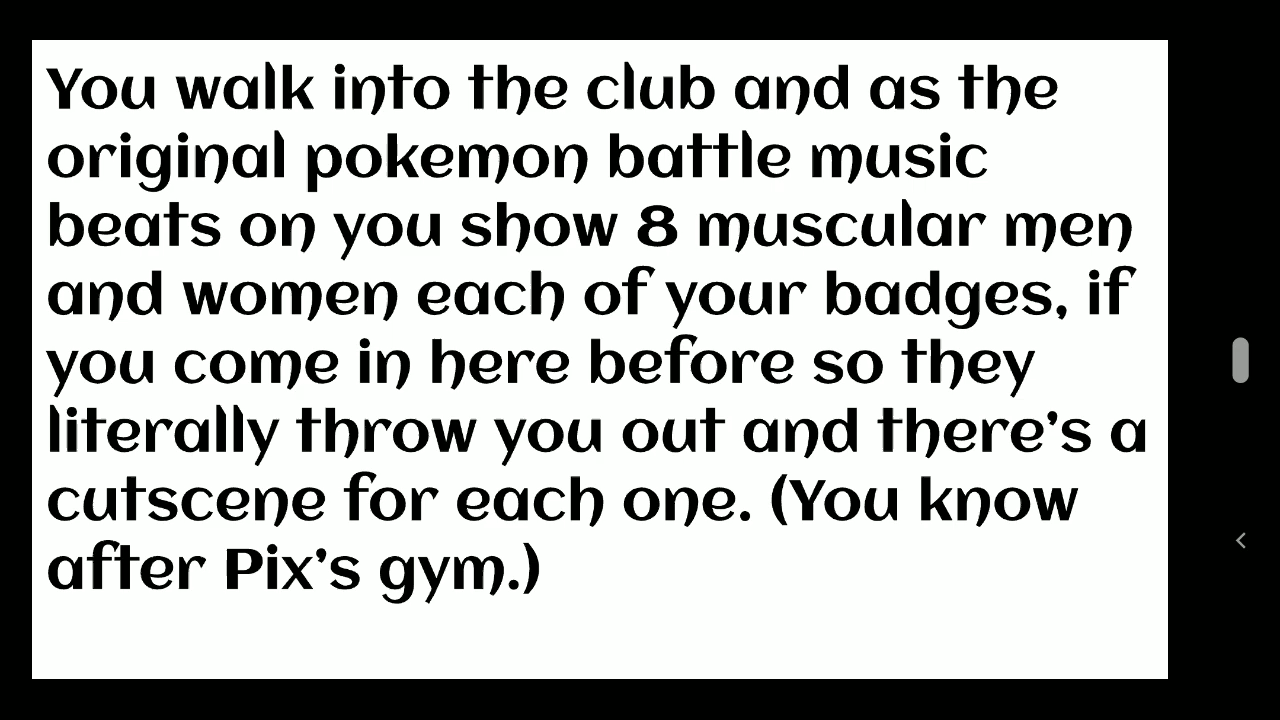 You walk into the club and as the
original pokemon battle music
beats on you show 8 muscular men
and women each of your badges, if
you come in here before so they
literally throw you out and there's a
cutscene for each one. (You know
after Pix's gym.)